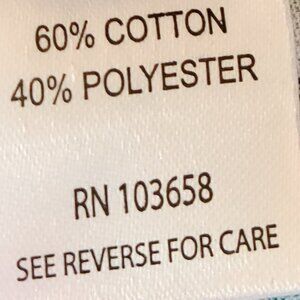 60% COTTON
40% POLYESTER
RN 103658
SEE REVERSE FOR CARE